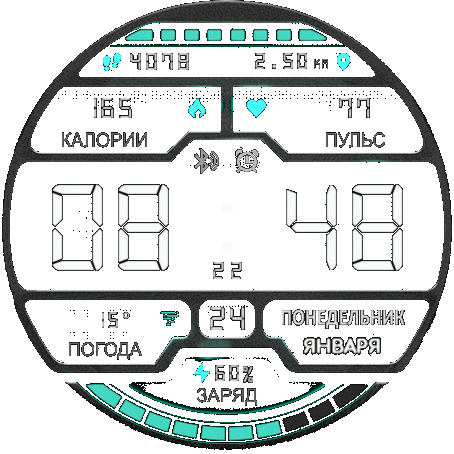 4078 2.50 КМ
165 77
КАЛОРИИ ПУЛЬС
08 48
22
15° 24 ПОНЕДЕЛЬНИК
ПОГОДА ЯНВАРЯ
60%
ЗАРЯД